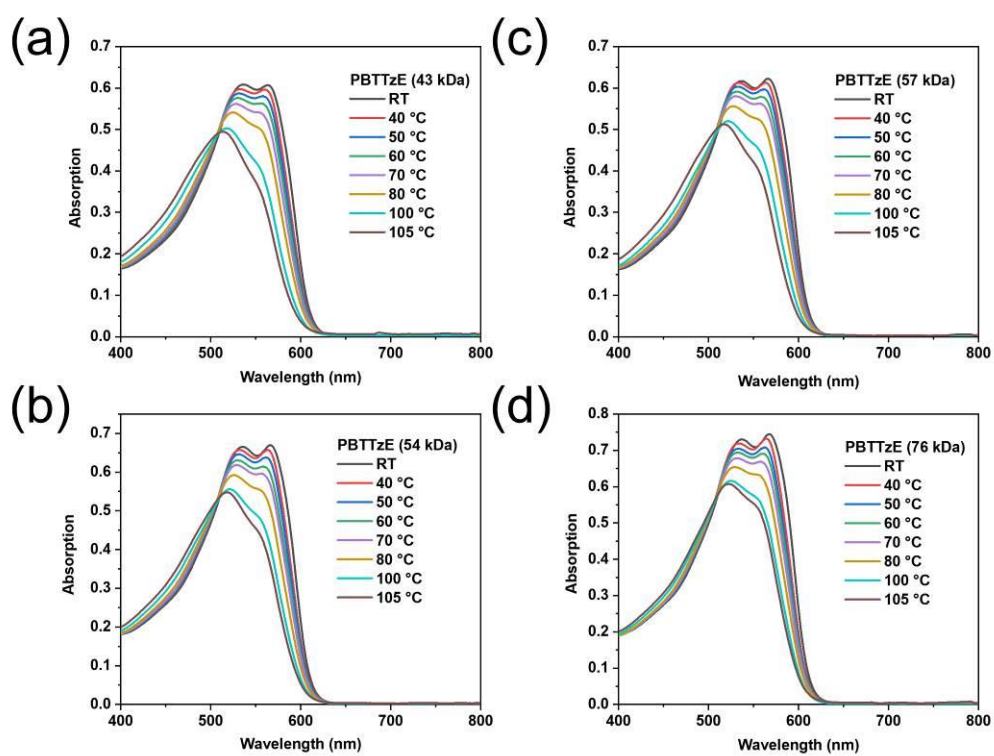 (a)
0.7
0.6
0.5
0.4
0.3
0.2
0.1
0.0
Absorption
PBTTzE (43 kDa)
RT
40 °C
50 °C
60 °C
70 °C
80 °C
100 °C
105 °C
400 500 600 700 800
Wavelength (nm)
(c)
0.7
0.6
0.5
0.4
0.3
0.2
0.1
0.0
Absorption
PBTTzE (57 kDa)
RT
40 °C
50 °C
60 °C
70 °C
80 °C
100 °C
105 °C
400 500 600 700 800
Wavelength (nm)
(b)
0.7
0.6
0.5
0.4
0.3
0.2
0.1
0.0
Absorption
PBTTzE (54 kDa)
RT
40 °C
50 °C
60 °C
70 °C
80 °C
100 °C
105 °C
400 500 600 700 800
Wavelength (nm)
(d)
0.8
0.7
0.6
0.5
0.4
0.3
0.2
0.1
0.0
Absorption
PBTTzE (76 kDa)
RT
40 °C
50 °C
60 °C
70 °C
80 °C
100 °C
105 °C
400 500 600 700 800
Wavelength (nm)